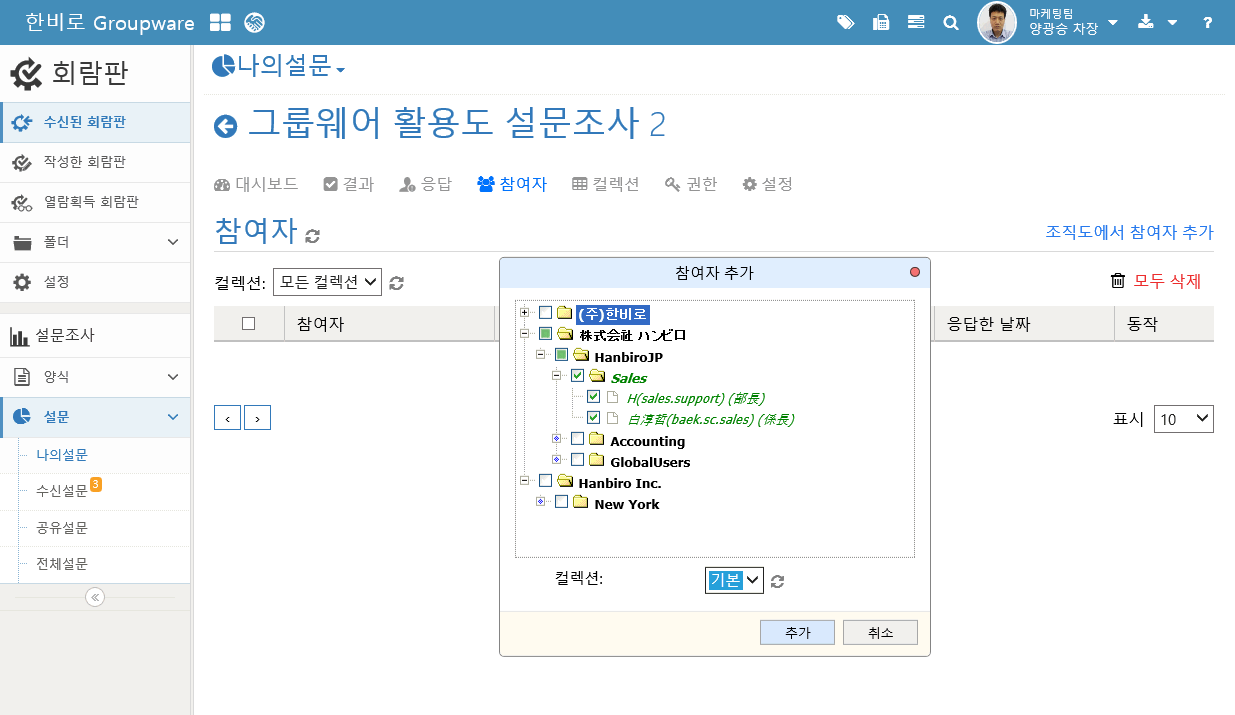 한비로 Groupware
마케팅팀
양광승 차장
?
회람판
수신된 회람판
작성한 회람판
열람획득 회람판
폴더
설정
설문조사
양식
설문
나의설문
수신설문 3
공유설문
전체설문
«
나의설문
그룹웨어 활용도 설문조사 2
대시보드 결과 응답 참여자 컬렉션 권한 설정
참여자
조직도에서 참여자 추가
컬렉션: 모든 컬렉션
모두 삭제
참여자 응답한 날짜 동작
‹ ›
표시 10
참여자 추가
(주)한비로
株式会社 ハンビロ
HanbiroJP
Sales
H(sales.support) (部長)
白淳哲(baek.sc.sales) (係長)
Accounting
GlobalUsers
Hanbiro Inc.
New York
컬렉션: 기본
추가 취소